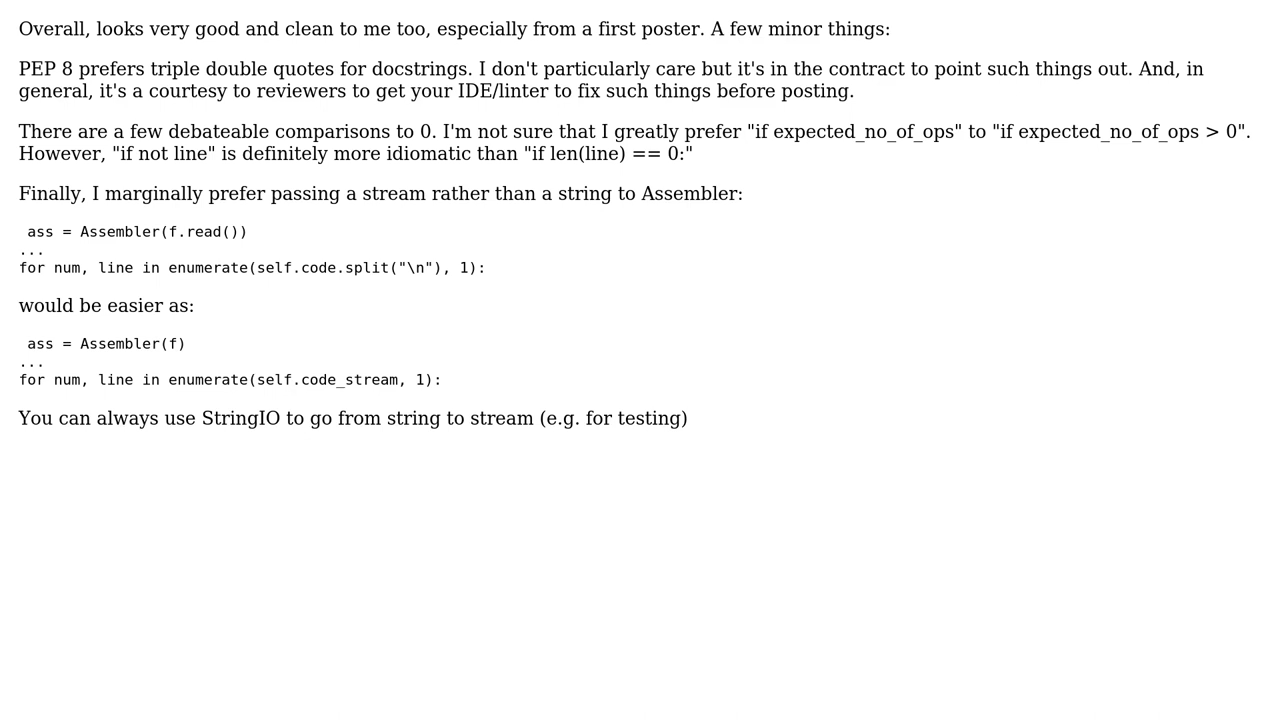 Overall, looks very good and clean to me too, especially from a first poster. A few minor things:
PEP 8 prefers triple double quotes for docstrings. I don't particularly care but it's in the contract to point such things out. And, in
general, it's a courtesy to reviewers to get your IDE/linter to fix such things before posting.
There are a few debateable comparisons to 0. I'm not sure that I greatly prefer "if expected_no_of_ops" to "if expected_no_of_ops > 0".
However, "if not line" is definitely more idiomatic than "if len(line) == 0:"
Finally, I marginally prefer passing a stream rather than a string to Assembler:
 ass = Assembler(f.read())
...
for num, line in enumerate(self.code.split("\n"), 1):
would be easier as:
 ass = Assembler(f)
...
for num, line in enumerate(self.code_stream, 1):
You can always use StringIO to go from string to stream (e.g. for testing)